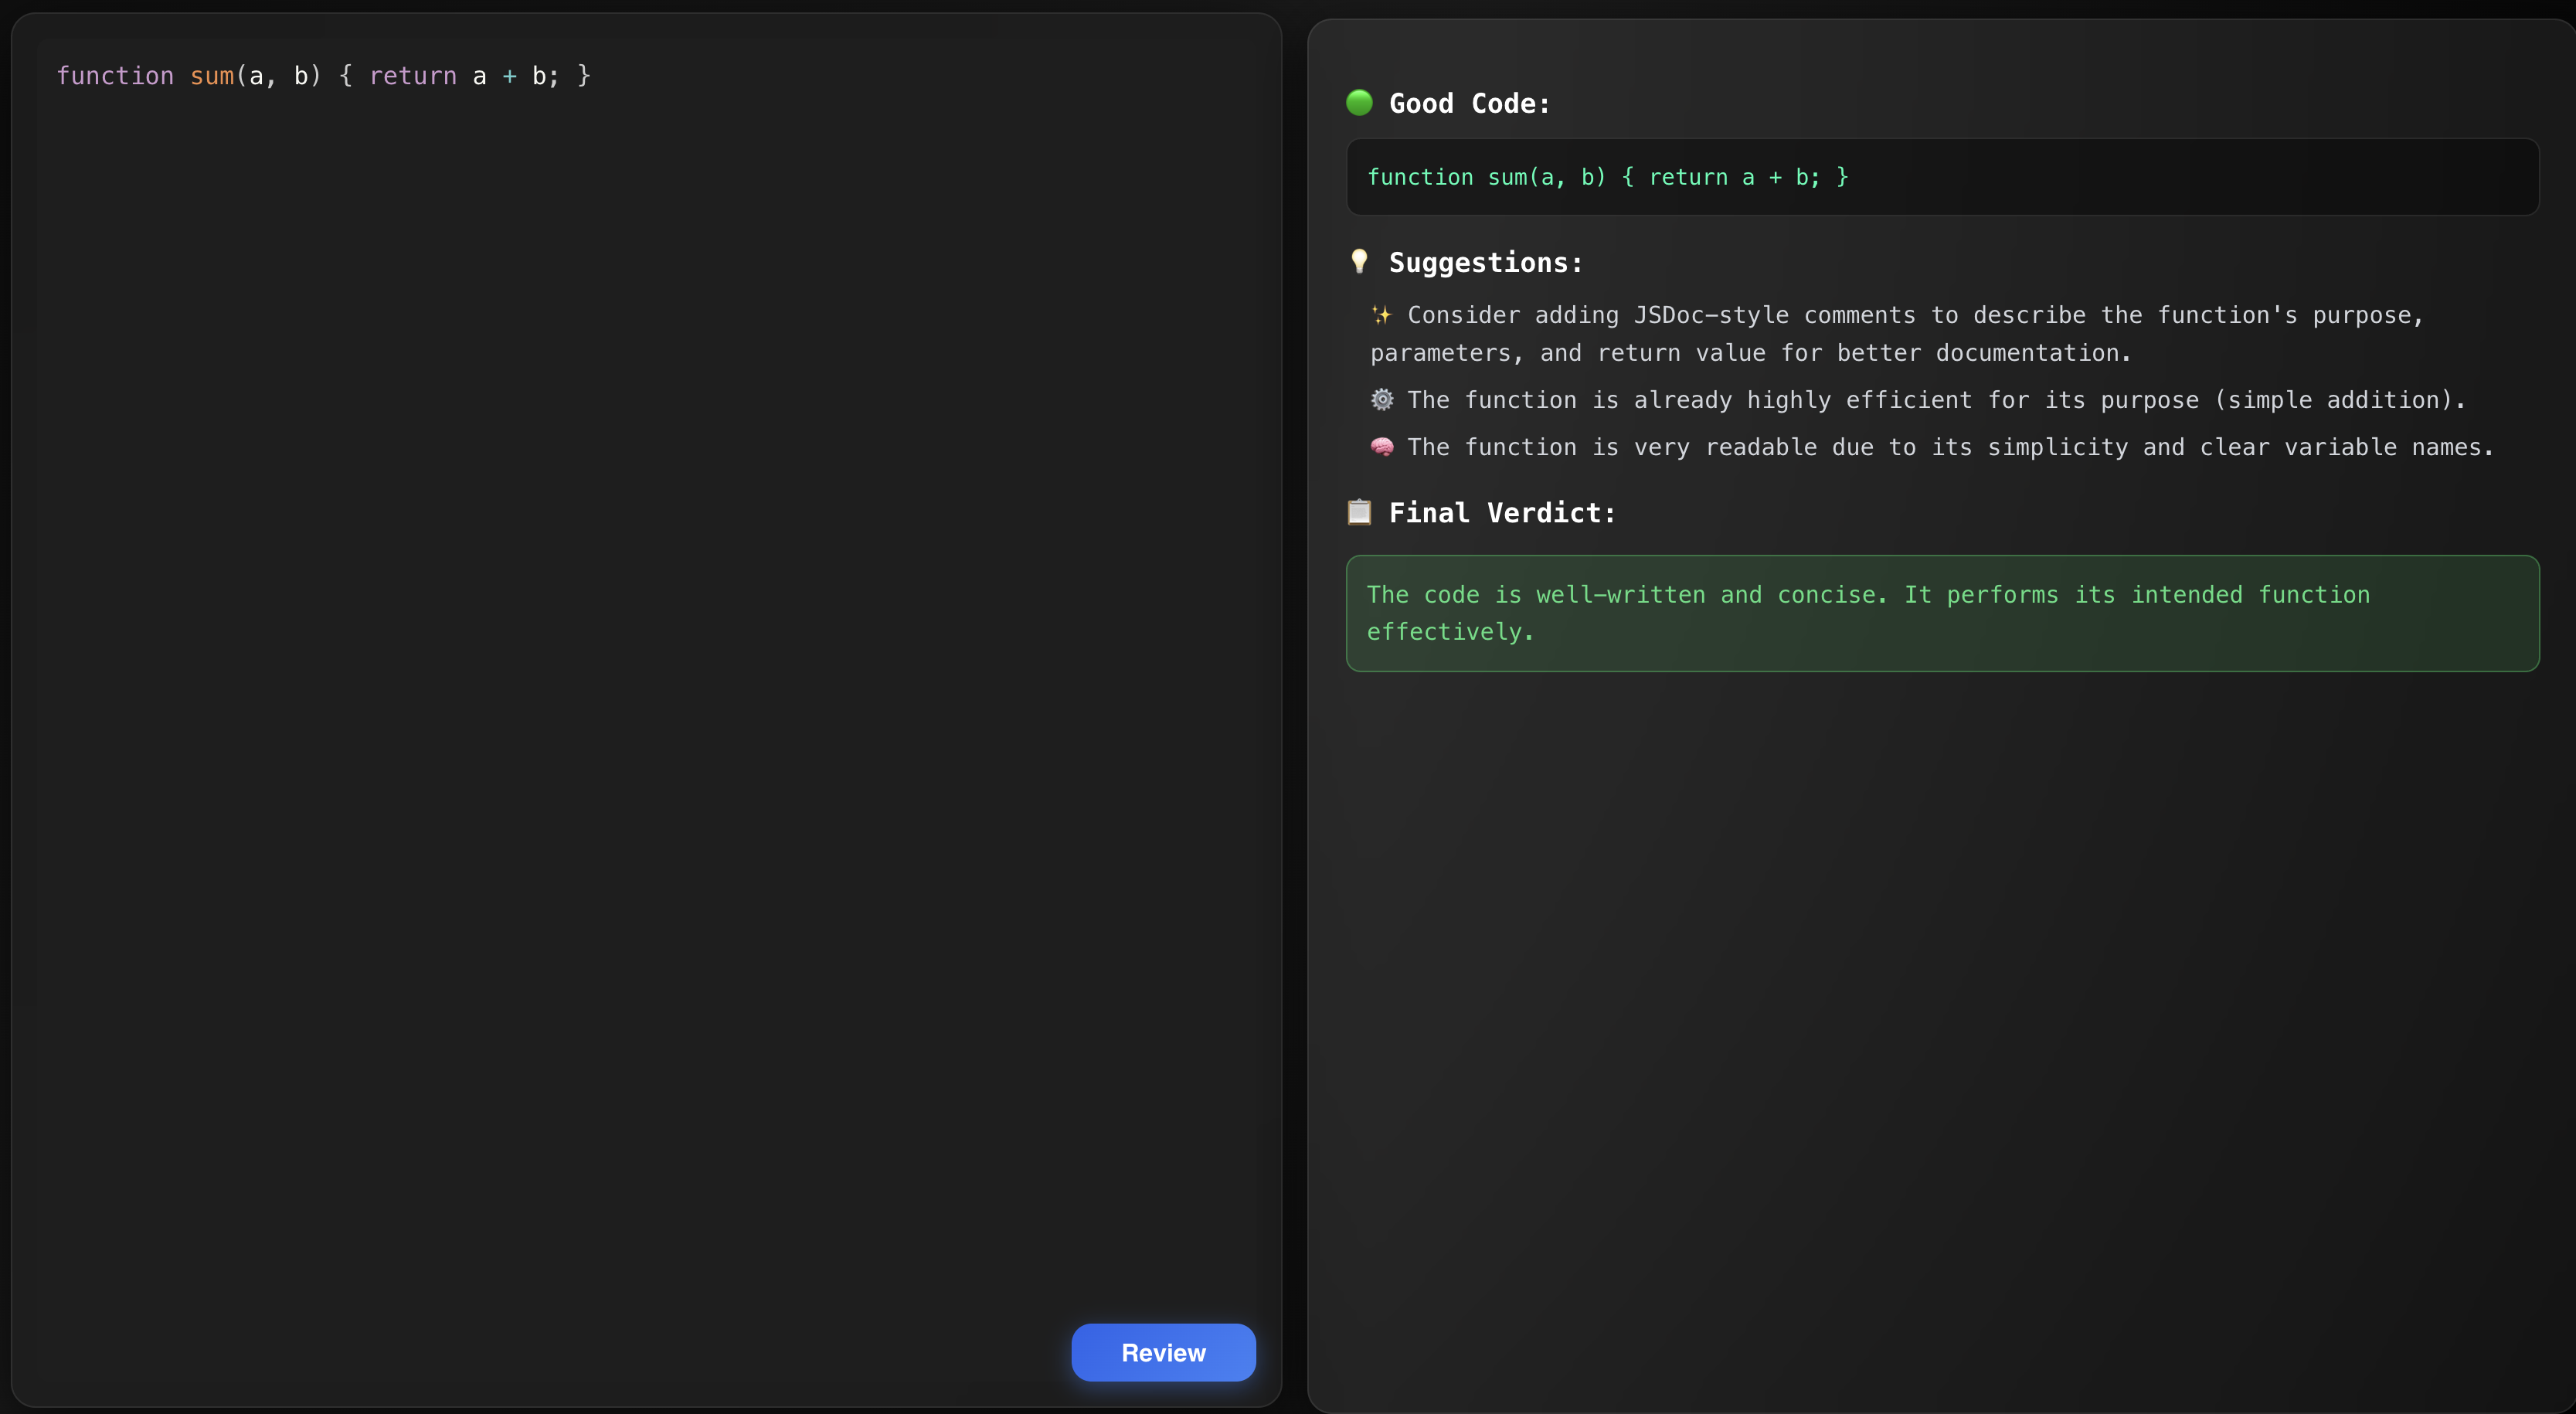 function sum(a, b) { return a + b; }
Review
🟢 Good Code:
function sum(a, b) { return a + b; }
💡 Suggestions:
✨ Consider adding JSDoc-style comments to describe the function's purpose,
parameters, and return value for better documentation.
⚙️ The function is already highly efficient for its purpose (simple addition).
🧠 The function is very readable due to its simplicity and clear variable names.
📋 Final Verdict:
The code is well-written and concise. It performs its intended function
effectively.